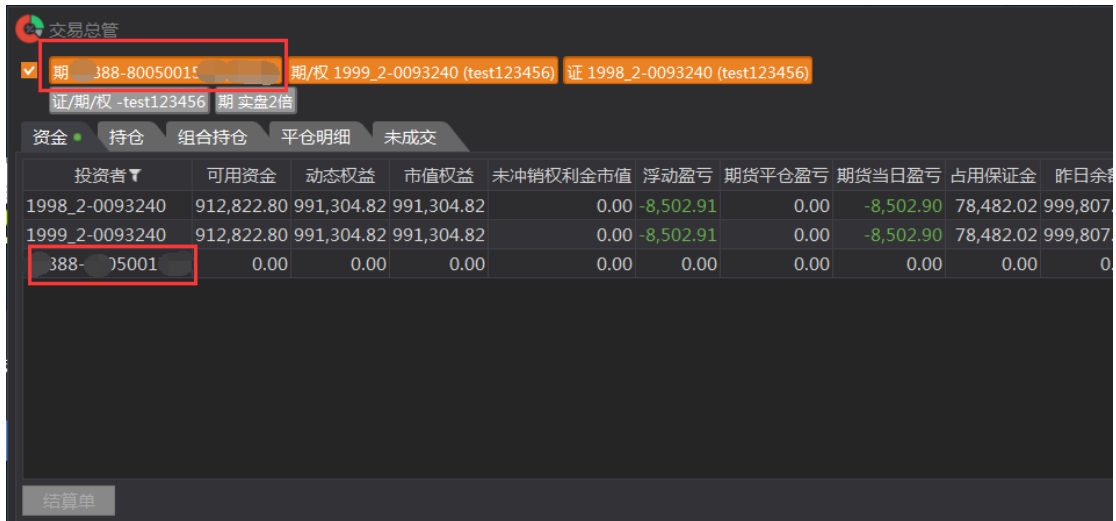 交易总管
期 388-8005001 期/权 1999_2-0093240 (test123456) 证 1998_2-0093240 (test123456)
证/期/权 -test123456 期 实盘2倍
资金 持仓 组合持仓 平仓明细 未成交
投资者 可用资金 动态权益 市值权益 未冲销权利金市值 浮动盈亏 期货平仓盈亏 期货当日盈亏 占用保证金 昨日余额
1998_2-0093240 912,822.80 991,304.82 991,304.82 0.00 -8,502.91 0.00 -8,502.90 78,482.02 999,807.
1999_2-0093240 912,822.80 991,304.82 991,304.82 0.00 -8,502.91 0.00 -8,502.90 78,482.02 999,807.
388- 05001 0.00 0.00 0.00 0.00 0.00 0.00 0.00 0.00 0.
结算单